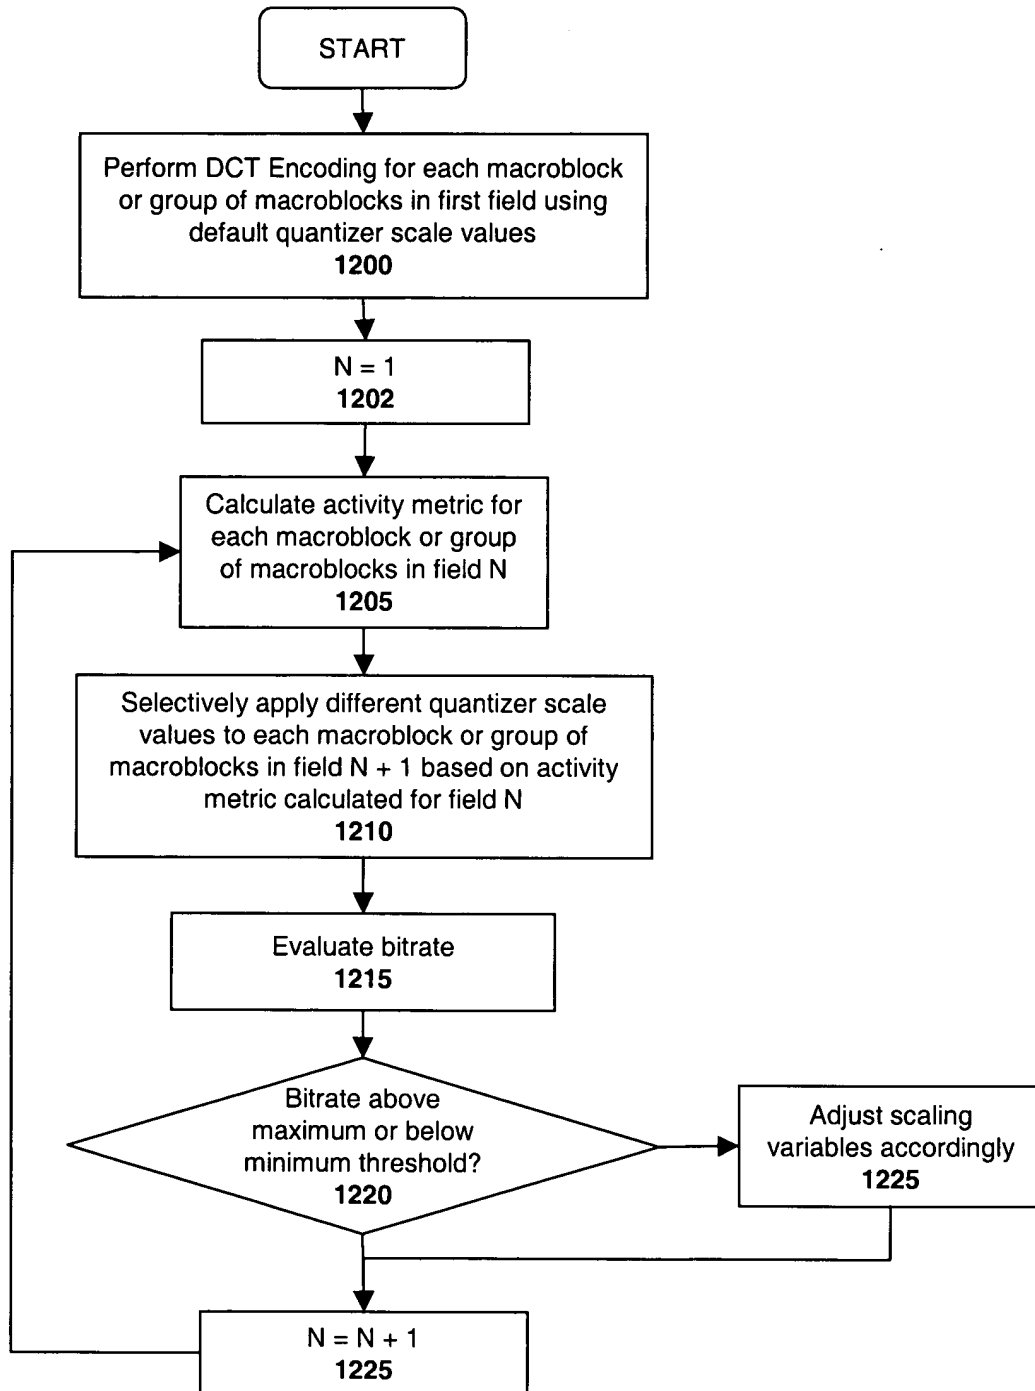 START
Perform DCT Encoding for each macroblock
or group of macroblocks in first field using
default quantizer scale values
1200
N = 1
1202
Calculate activity metric for
each macroblock or group
of macroblocks in field N
1205
Selectively apply different quantizer scale
values to each macroblock or group of
macroblocks in field N + 1 based on activity
metric calculated for field N
1210
Evaluate bitrate
1215
Bitrate above
maximum or below
minimum threshold?
1220
Adjust scaling
variables accordingly
1225
N = N + 1
1225